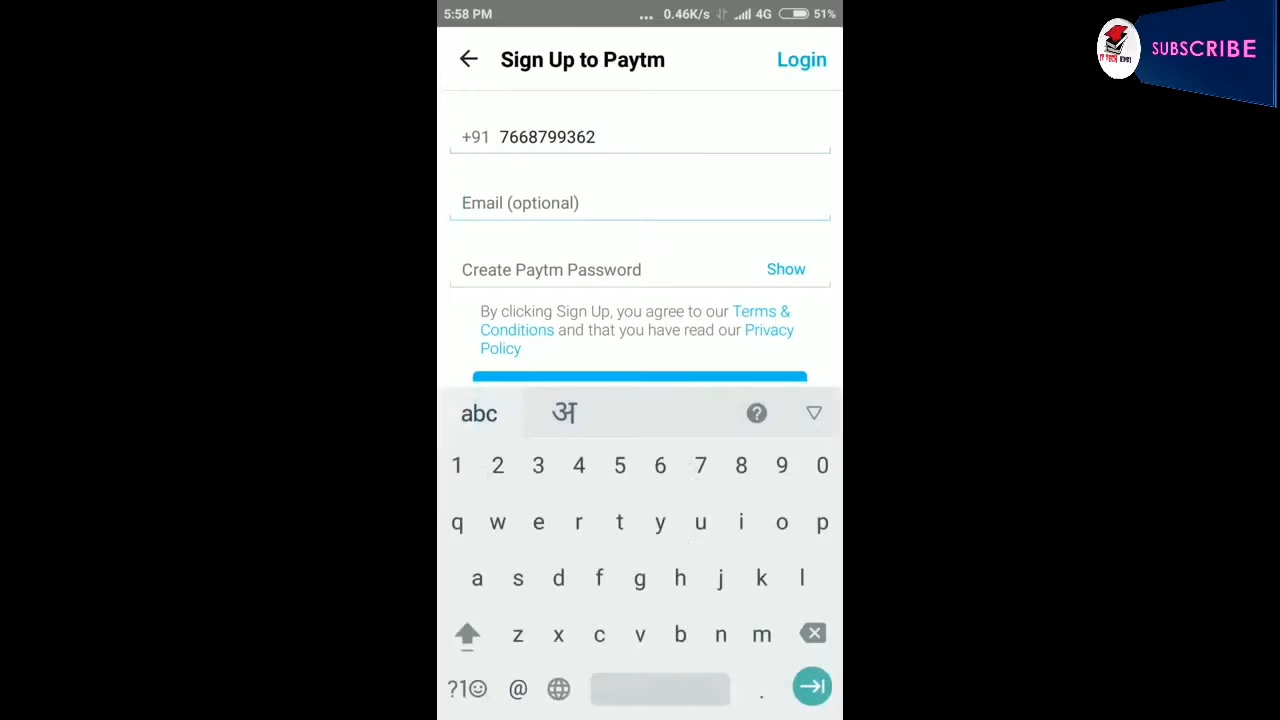 5:58 PM ... 0.46K/s 4G 51%
SUBSCRIBE
Sign Up to Paytm Login
+91 7668799362
Email (optional)
Create Paytm Password Show
By clicking Sign Up, you agree to our Terms &
Conditions and that you have read our Privacy
Policy
abc अ ?
1 2 3 4 5 6 7 8 9 0
q w e r t y u i o p
a s d f g h j k l
z x c v b n m
?1☺ @ .